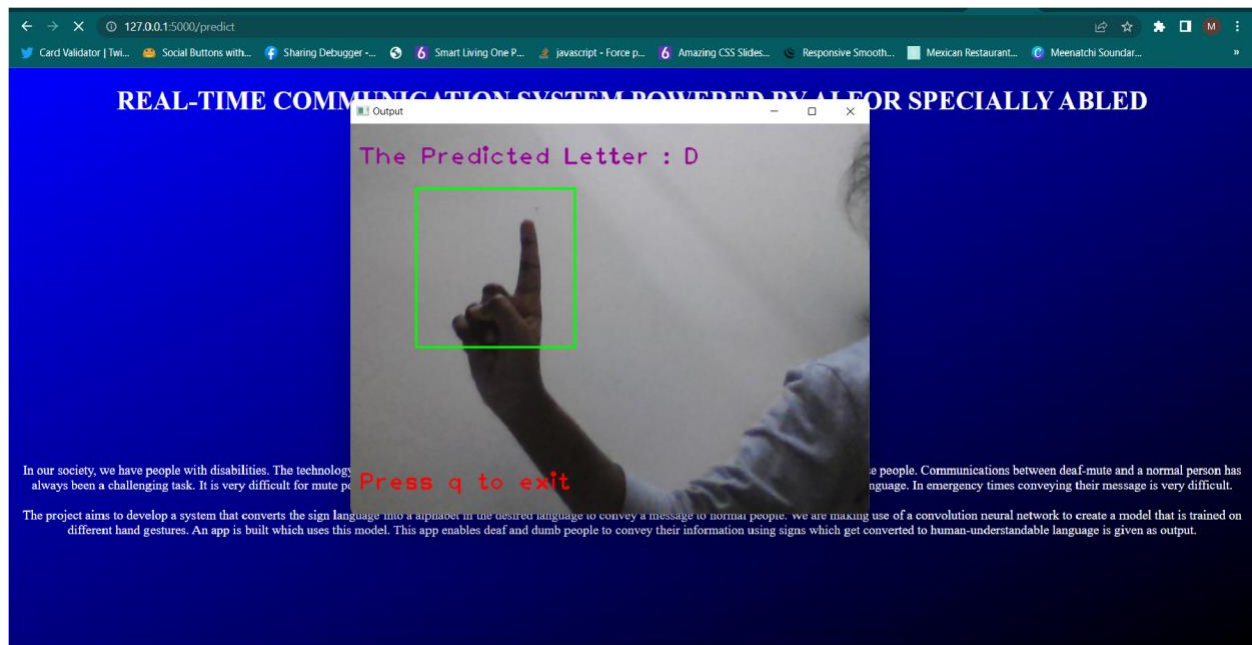 127.0.0.1:5000/predict
M
Card Validator | Twi...
Social Buttons with...
Sharing Debugger -...
Smart Living One P...
javascript - Force p...
Amazing CSS Slides...
Responsive Smooth...
Mexican Restaurant...
Meenatchi Soundar...
»
REAL-TIME COMMUNICATION SYSTEM POWERED BY AI FOR SPECIALLY ABLED
Output
The Predicted Letter : D
Press q to exit
In our society, we have people with disabilities. The technology
people. Communications between deaf-mute and a normal person has
always been a challenging task. It is very difficult for mute
In emergency times conveying their message is very difficult.
The project aims to develop a system that converts the sign language into a alphabet in the desired language to convey a message to normal people. We are making use of a convolution neural network to create a model that is trained on
different hand gestures. An app is built which uses this model. This app enables deaf and dumb people to convey their information using signs which get converted to human-understandable language is given as output.